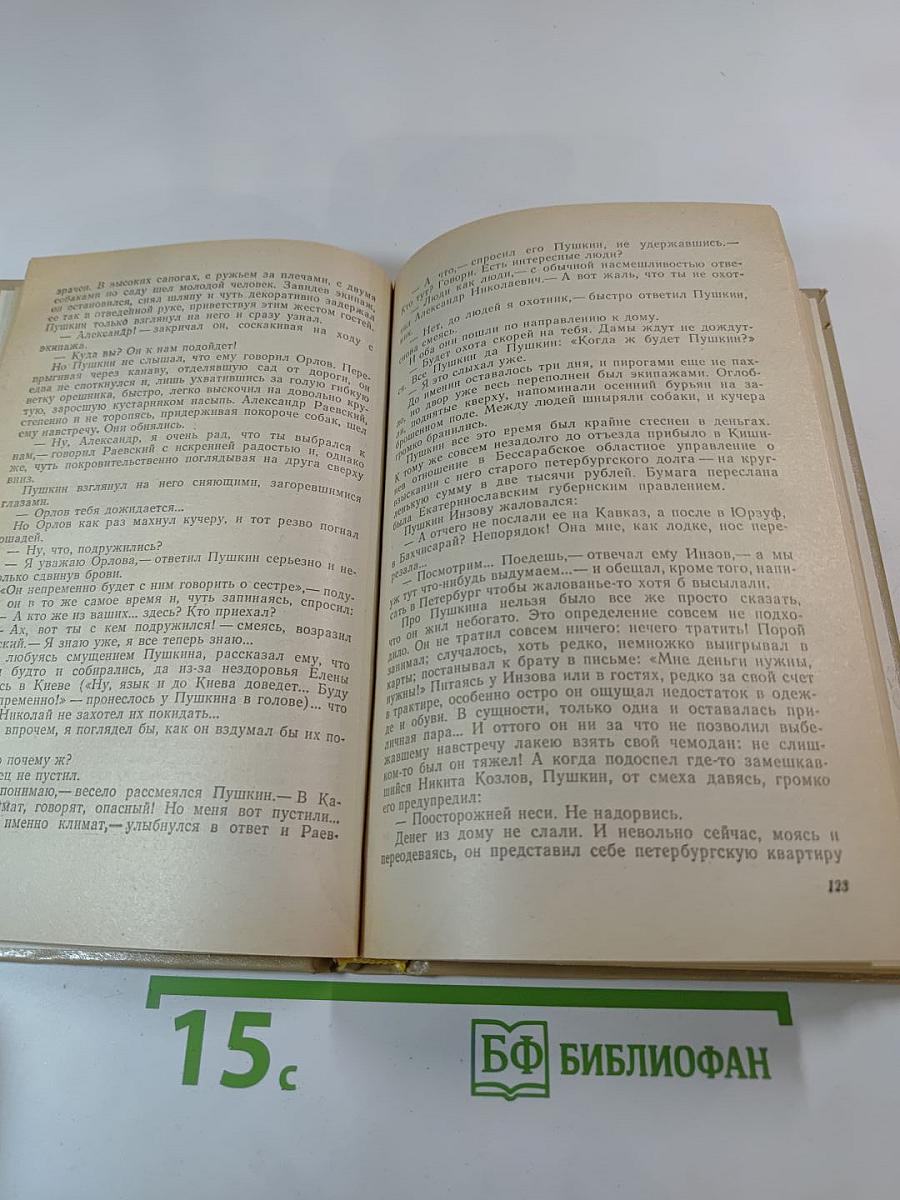 врачен. В высоких сапогах, с ружьем за плечами, с двумя
собаками по саду шел молодой человек. Завидев экипаж,
он остановился, снял шляпу и чуть декоративно задержал
ее так в отведенной руке, приветствуя этим жестом гостей.
Пушкин только взглянул на него и сразу узнал.
— Александр! — закричал он, соскакивая на ходу с
экипажа.
— Куда вы? Он к нам подойдет!
Но Пушкин не слышал, что ему говорил Орлов. Пере-
прыгивая через канаву, отделявшую сад от дороги, он
едва не споткнулся и, лишь ухватившись за голую гибкую
ветку орешника, быстро, легко выскочил на довольно кру-
тую, заросшую кустарником насыпь. Александр Раевский,
степенно и не торопясь, придерживая покороче собак, шел
ему навстречу. Они обнялись.
— Ну, Александр, я очень рад, что ты выбрался к
нам,— говорил Раевский с искренней радостью и, однако
же, чуть покровительственно поглядывая на друга сверху
вниз.
Пушкин взглянул на него сияющими, загоревшимися
глазами.
— Орлов тебя дожидается...
Но Орлов как раз махнул кучеру, и тот резво погнал
ошадей.
— Ну, что, подружились?
— Я уважаю Орлова,— ответил Пушкин серьезно и не-
олько сдвинув брови.
«Он непременно будет с ним говорить о сестре»,— поду-
он в то же самое время и, чуть запинаясь, спросил:
— А кто же из ваших... здесь? Кто приехал?
— Ах, вот ты с кем подружился! — смеясь, возразил
ский.— Я знаю уже, я все теперь знаю...
любуясь смущением Пушкина, рассказал ему, что
и будто и собирались, да из-за нездоровья Елены
сь в Киеве («Ну, язык и до Киева доведет... Буду
пременно!» — пронеслось у Пушкина в голове)... что
Николай не захотел их покидать...
впрочем, я поглядел бы, как он вздумал бы их по-
о почему ж?
ец не пустил.
понимаю,— весело рассмеялся Пушкин.— В Ка-
мат, говорят, опасный! Но меня вот пустили...
именно климат,— улыбнулся в ответ и Раев-
— А что,— спросил его Пушкин, не удержавшись.—
Кто тут? Говори. Есть интересные люди?
— Люди как люди,— с обычной насмешливостью отве-
тил Александр Николаевич.— А вот жаль, что ты не охот-
ник.
— Нет, до людей я охотник,— быстро ответил Пушкин,
снова смеясь.
И оба они пошли по направлению к дому.
— Будет охота скорей на тебя. Дамы ждут не дождут-
ся. Все Пушкин да Пушкин: «Когда ж будет Пушкин?»
— Я это слыхал уже.
До именин оставалось три дня, и пирогами еще не пах-
ло, но двор уже весь переполнен был экипажами. Оглоб-
ли, поднятые кверху, напоминали осенний бурьян на за-
брошенном поле. Между людей шныряли собаки, и кучера
громко бранились.
Пушкин все это время был крайне стеснен в деньгах.
К тому же совсем незадолго до отъезда прибыло в Киши-
нев отношение в Бессарабское областное управление о
взыскании с него старого петербургского долга — на круг-
ленькую сумму в две тысячи рублей. Бумага переслана
была Екатеринославским губернским правлением.
Пушкин Инзову жаловался:
— А отчего не послали ее на Кавказ, а после в Юрзуф,
в Бахчисарай? Непорядок! Она мне, как лодке, нос пере-
резала...
— Посмотрим... Поедешь,— отвечал ему Инзов,— а мы
уж тут что-нибудь выдумаем...— и обещал, кроме того, напи-
сать в Петербург чтобы жалованье-то хотя б высылали.
Про Пушкина нельзя было все же просто сказать,
что он жил небогато. Это определение совсем не подхо-
дило. Он не тратил совсем ничего: нечего тратить! Порой
занимал; случалось, хоть редко, немножко выигрывал в
карты; постанывал к брату в письме: «Мне деньги нужны,
нужны!» Питаясь у Инзова или в гостях, редко за свой счет
в трактире, особенно остро он ощущал недостаток в одеж-
де и обуви. В сущности, только одна и оставалась при-
личная пара... И оттого он ни за что не позволил выбе-
жавшему навстречу лакею взять свой чемодан: не слиш-
ком-то был он тяжел! А когда подоспел где-то замешкав-
шийся Никита Козлов, Пушкин, от смеха давясь, громко
его предупредил:
— Поосторожней неси. Не надорвись.
Денег из дому не слали. И невольно сейчас, моясь и
переодеваясь, он представил себе петербургскую квартиру
123
15 с
БФ БИБЛИОФАН